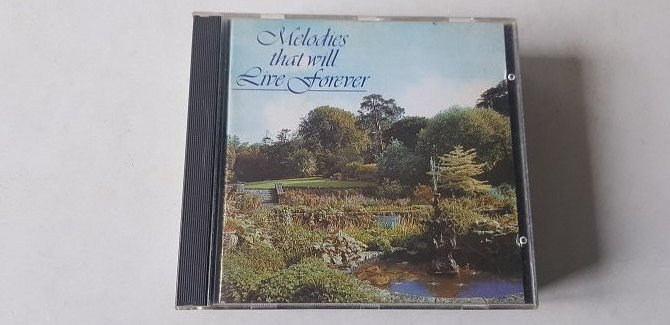 Melodies
that will
Live Forever